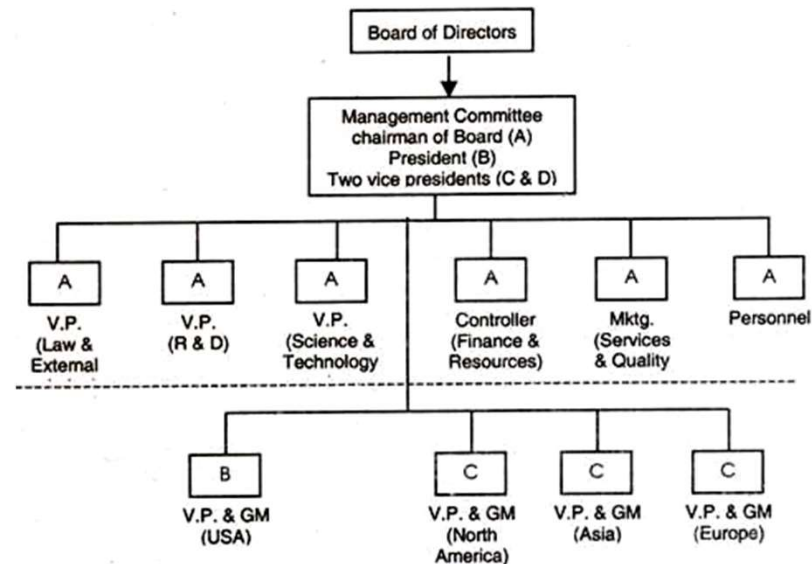 Board of Directors
Management Committee
chairman of Board (A)
President (B)
Two vice presidents (C & D)
A
A
A
A
A
A
V.P.
(Law &
External
V.P.
(R & D)
V.P.
(Science &
Technology
Controller
(Finance &
Resources)
Mktg.
(Services
& Quality
Personnel
B
C
C
C
V.P. & GM
(USA)
V.P. & GM
(North
America)
V.P. & GM
(Asia)
V.P. & GM
(Europe)